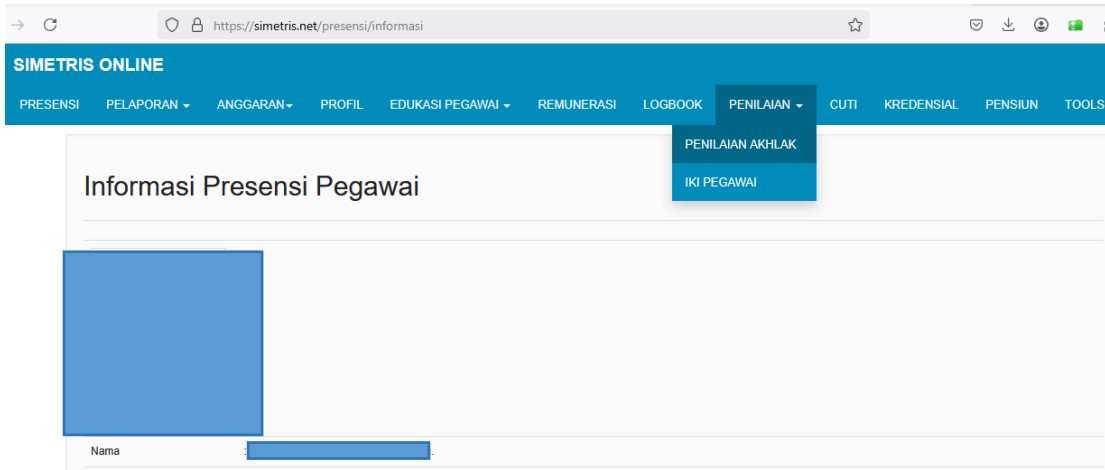 https://simetris.net/presensi/informasi
SIMETRIS ONLINE
PRESENSI PELAPORAN ANGGARAN PROFIL EDUKASI PEGAWAI REMUNERASI LOGBOOK PENILAIAN CUTI KREDENSIAL PENSIUN TOOLS
PENILAIAN AKHLAK
IKI PEGAWAI
Informasi Presensi Pegawai
Nama :